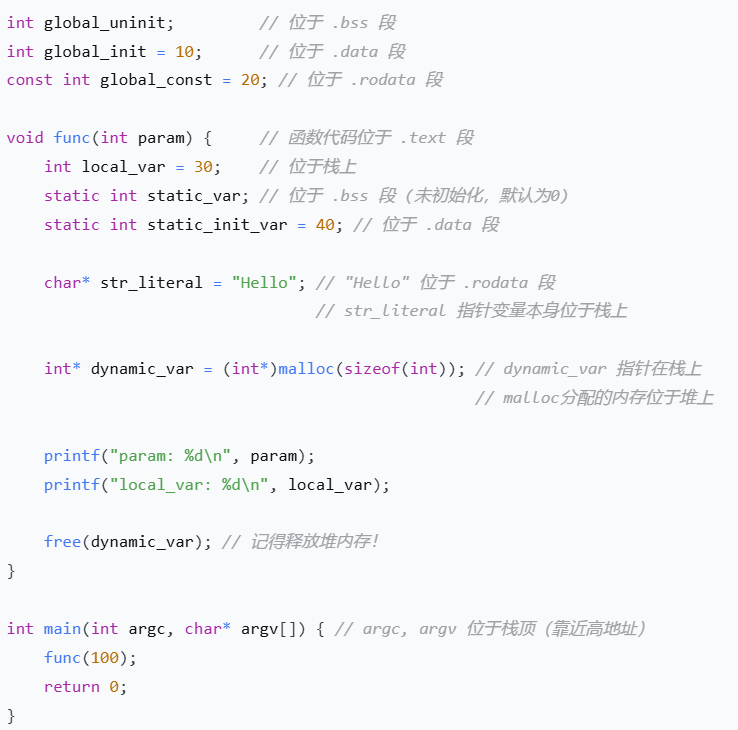 int global_uninit;         // 位于 .bss 段
int global_init = 10;      // 位于 .data 段
const int global_const = 20; // 位于 .rodata 段
void func(int param) {     // 函数代码位于 .text 段
    int local_var = 30;    // 位于栈上
    static int static_var; // 位于 .bss 段 (未初始化, 默认为0)
    static int static_init_var = 40; // 位于 .data 段
    char* str_literal = "Hello"; // "Hello" 位于 .rodata 段
                                 // str_literal 指针变量本身位于栈上
    int* dynamic_var = (int*)malloc(sizeof(int)); // dynamic_var 指针在栈上
                                                  // malloc分配的内存位于堆上
    printf("param: %d\n", param);
    printf("local_var: %d\n", local_var);
    free(dynamic_var); // 记得释放堆内存!
}
int main(int argc, char* argv[]) { // argc, argv 位于栈顶 (靠近高地址)
    func(100);
    return 0;
}